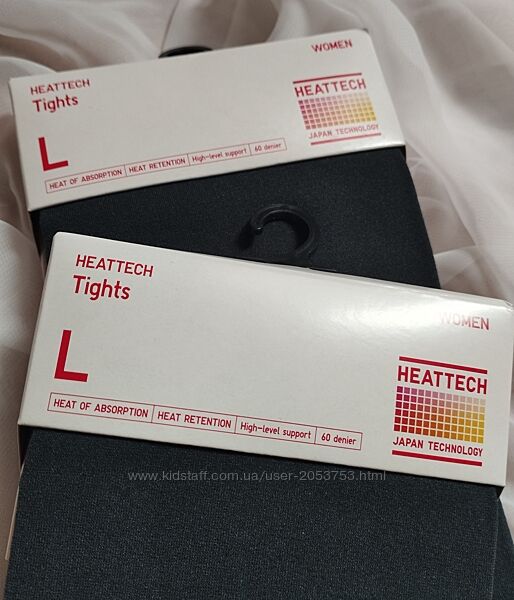 HEATTECH
Tights
WOMEN
L
HEATTECH
JAPAN TECHNOLOGY
HEAT OF ABSORPTION HEAT RETENTION High-level support 60 denier
HEATTECH
Tights
WOMEN
L
HEATTECH
JAPAN TECHNOLOGY
HEAT OF ABSORPTION HEAT RETENTION High-level support 60 denier
www.kidstaff.com.ua/user-2053753.html